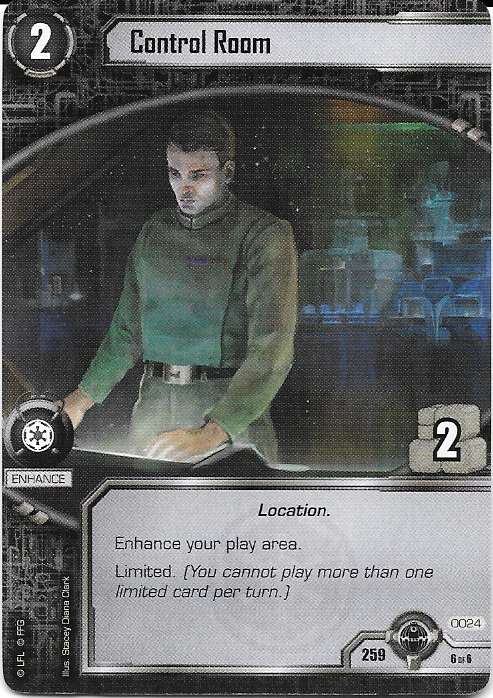 2
Control Room
2
ENHANCE
Location.
Enhance your play area.
Limited. (You cannot play more than one
limited card per turn.)
© LFL © FFG
Illus. Stacey Diana Clark
0024
259
6 OF 6